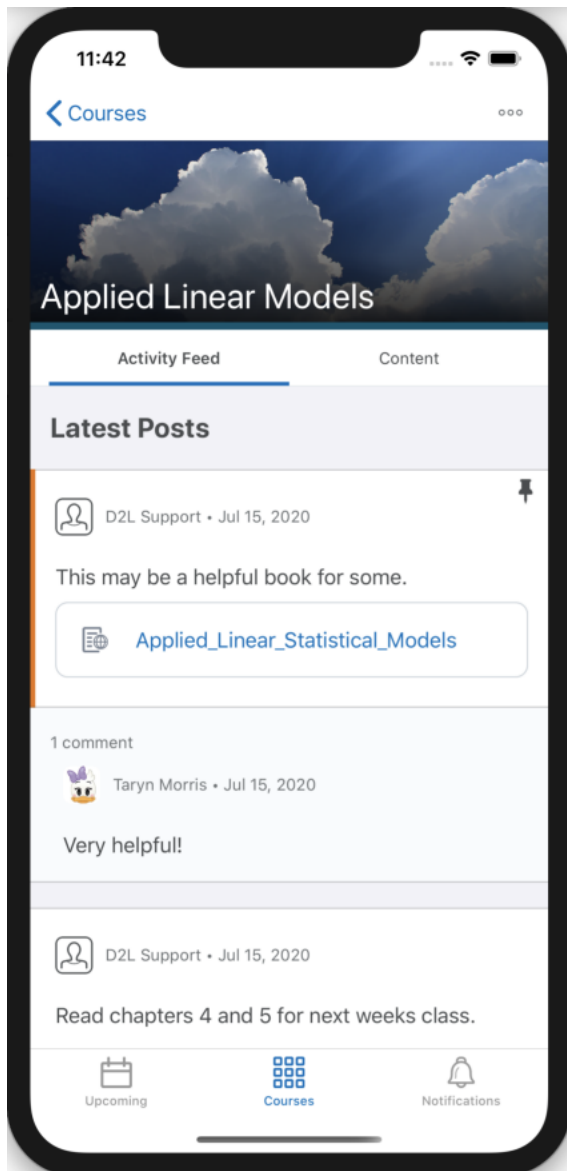 11:42
Courses
Applied Linear Models
Activity Feed Content
Latest Posts
D2L Support • Jul 15, 2020
This may be a helpful book for some.
Applied_Linear_Statistical_Models
1 comment
Taryn Morris • Jul 15, 2020
Very helpful!
D2L Support • Jul 15, 2020
Read chapters 4 and 5 for next weeks class.
Upcoming Courses Notifications